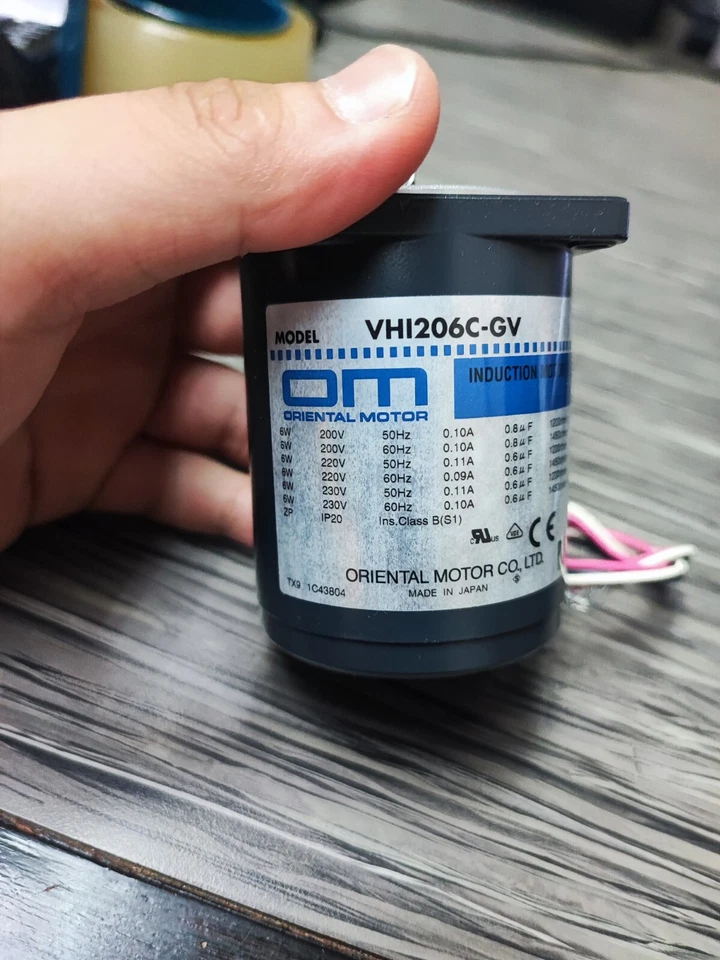 MODEL VHI206C-GV
om INDUCTION
ORIENTAL MOTOR
6W 200V 50Hz 0.10A 0.8μF
6W 200V 60Hz 0.10A 0.8μF
6W 220V 50Hz 0.11A 0.6μF
6W 220V 60Hz 0.09A 0.6μF
6W 230V 50Hz 0.11A 0.6μF
6W 230V 60Hz 0.10A 0.6μF
ZP IP20 Ins.Class B(S1)
c RU us CE
ORIENTAL MOTOR CO., LTD.
TX9 1C43804 MADE IN JAPAN S